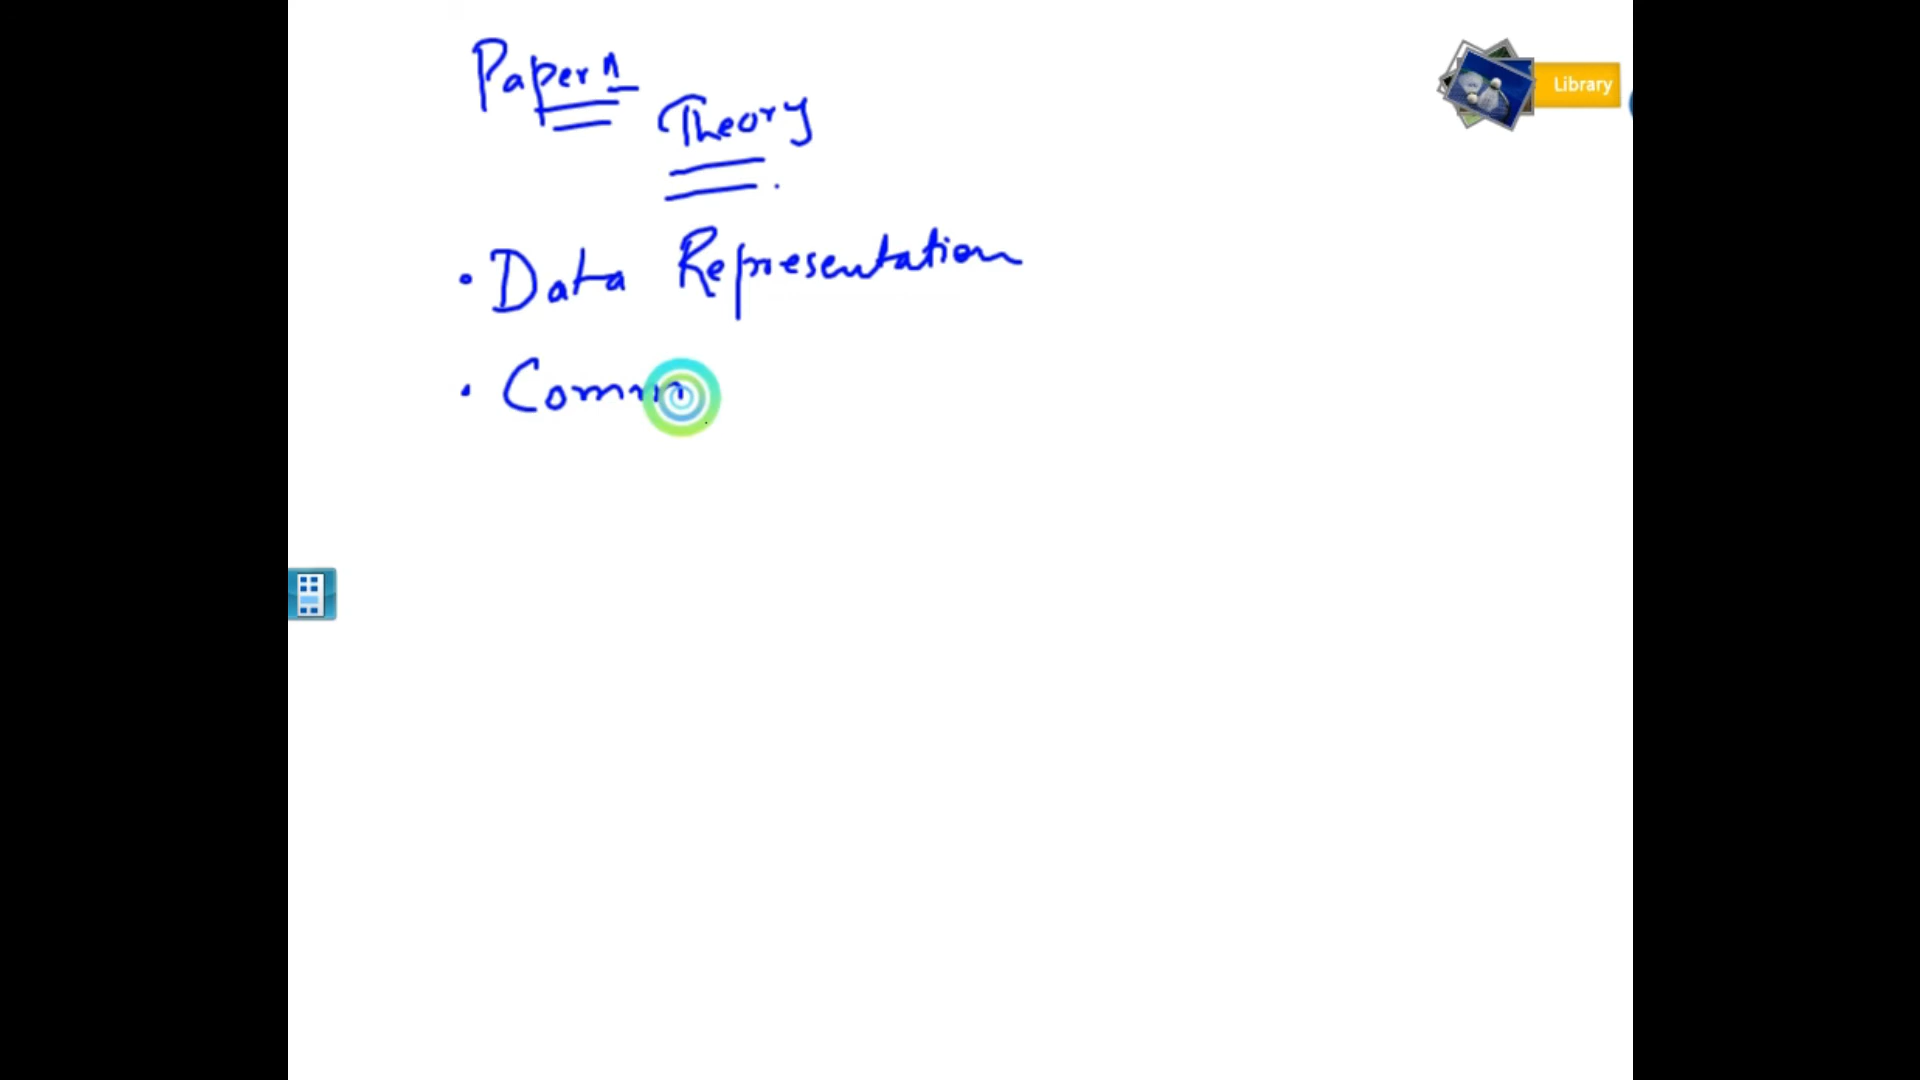 Paper 1
Theory
Library
• Data Representation
• Comm